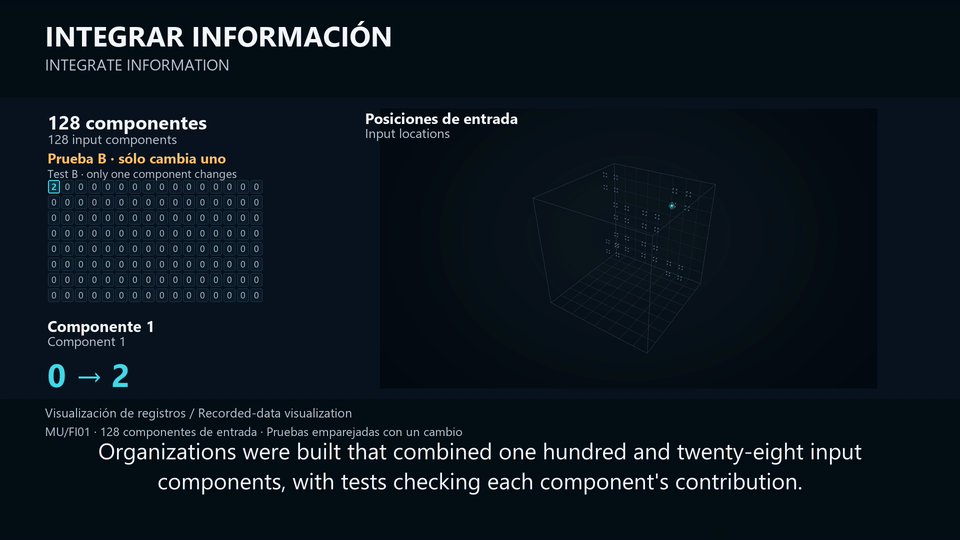 INTEGRAR INFORMACIÓN
INTEGRATE INFORMATION
128 componentes
128 input components
Prueba B · sólo cambia uno
Test B · only one component changes
2 0 0 0 0 0 0 0 0 0 0 0 0 0 0 0
0 0 0 0 0 0 0 0 0 0 0 0 0 0 0 0
0 0 0 0 0 0 0 0 0 0 0 0 0 0 0 0
0 0 0 0 0 0 0 0 0 0 0 0 0 0 0 0
0 0 0 0 0 0 0 0 0 0 0 0 0 0 0 0
0 0 0 0 0 0 0 0 0 0 0 0 0 0 0 0
0 0 0 0 0 0 0 0 0 0 0 0 0 0 0 0
0 0 0 0 0 0 0 0 0 0 0 0 0 0 0 0
Componente 1
Component 1
0 → 2
Posiciones de entrada
Input locations
Visualización de registros / Recorded-data visualization
MU/FI01 · 128 componentes de entrada · Pruebas emparejadas con un cambio
Organizations were built that combined one hundred and twenty-eight input
components, with tests checking each component's contribution.